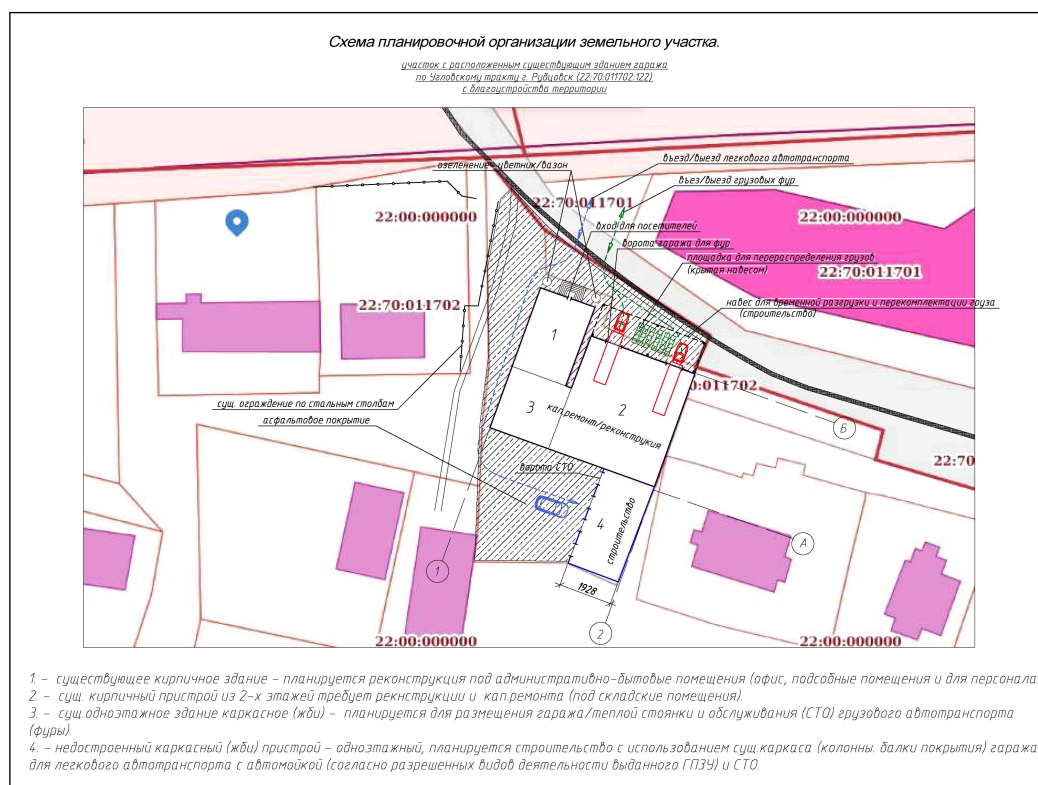 Схема планировочной организации земельного участка.
участок с расположенным существующим зданием гаража
по Угловскому тракту г. Рубцовск (22:70:011702:122)
с благоустройства территории
въезд/выезд легкового автотранспорта
озеленение- цветник/вазон
въез/выезд грузовых фур
22:70:011701
22:00:000000
22:00:000000
вход для посетителей
ворота гаража для фур
площадка для перераспределения грузов
(крытая навесом)
22:70:011701
22:70:011702
навес для временной разгрузки и перекомплектации гоуза
(строительство)
1
2
3
кап.ремонт/реконструкия
0:011702
сущ. ограждение по стальным столбам
асфальтовое покрытие
Б
22:70
ворота СТО
4
строительство
А
1
1928
2
22:00:000000
22:00:000000
1. - существующее кирпичное здание - планируется реконструкция под административно-бытовые помещения (офис, подсобные помещения и для персонала
2. - сущ. кирпичный пристрой из 2-х этажей требует рекнструкции и кап.ремонта (под складские помещения).
3. - сущ.одноэтажное здание каркасное (жби) - планируется для размещения гаража/теплой стоянки и обслуживания (СТО) грузового автотранспорта
(фуры).
4. - недостроенный каркасный (жби) пристрой - одноэтажный, планируется строительство с использованием сущ.каркаса (колонны. балки покрытия) гаража
для легкового автотранспорта с автомойкой (согласно разрешенных видов деятельности выданного ГПЗУ) и СТО.